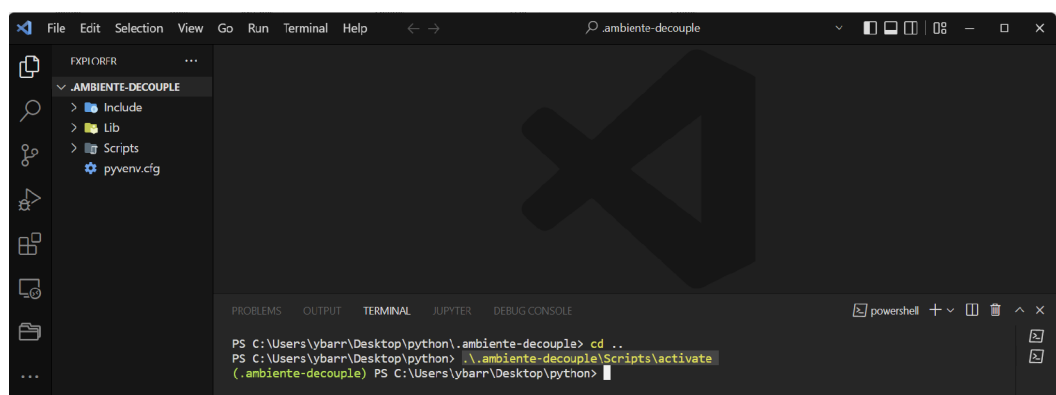 File Edit Selection View Go Run Terminal Help
.ambiente-decouple
EXPLORER ...
.AMBIENTE-DECOUPLE
Include
Lib
Scripts
pyvenv.cfg
PROBLEMS OUTPUT TERMINAL JUPYTER DEBUG CONSOLE
powershell
PS C:\Users\ybarr\Desktop\python\.ambiente-decouple> cd ..
PS C:\Users\ybarr\Desktop\python> .\.ambiente-decouple\Scripts\activate
(.ambiente-decouple) PS C:\Users\ybarr\Desktop\python>